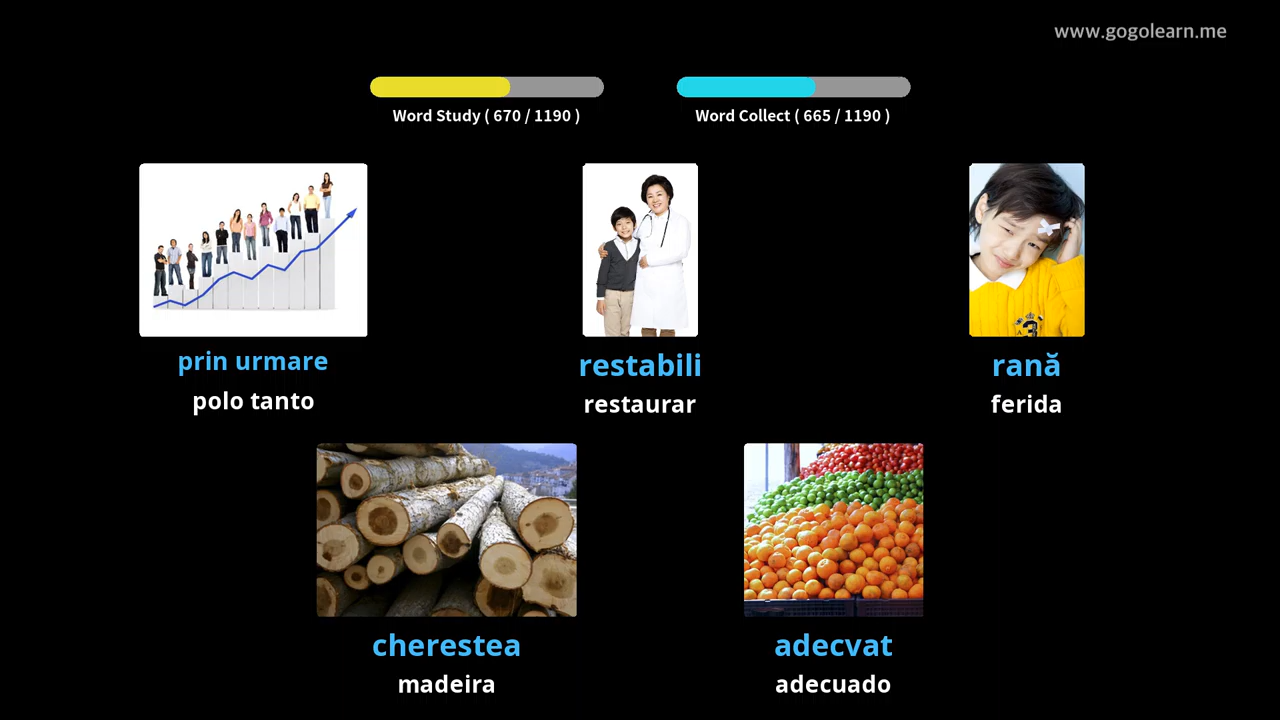 www.gogolearn.me
Word Study ( 670 / 1190 )
Word Collect ( 665 / 1190 )
prin urmare
polo tanto
restabili
restaurar
rană
ferida
cherestea
madeira
adecvat
adecuado